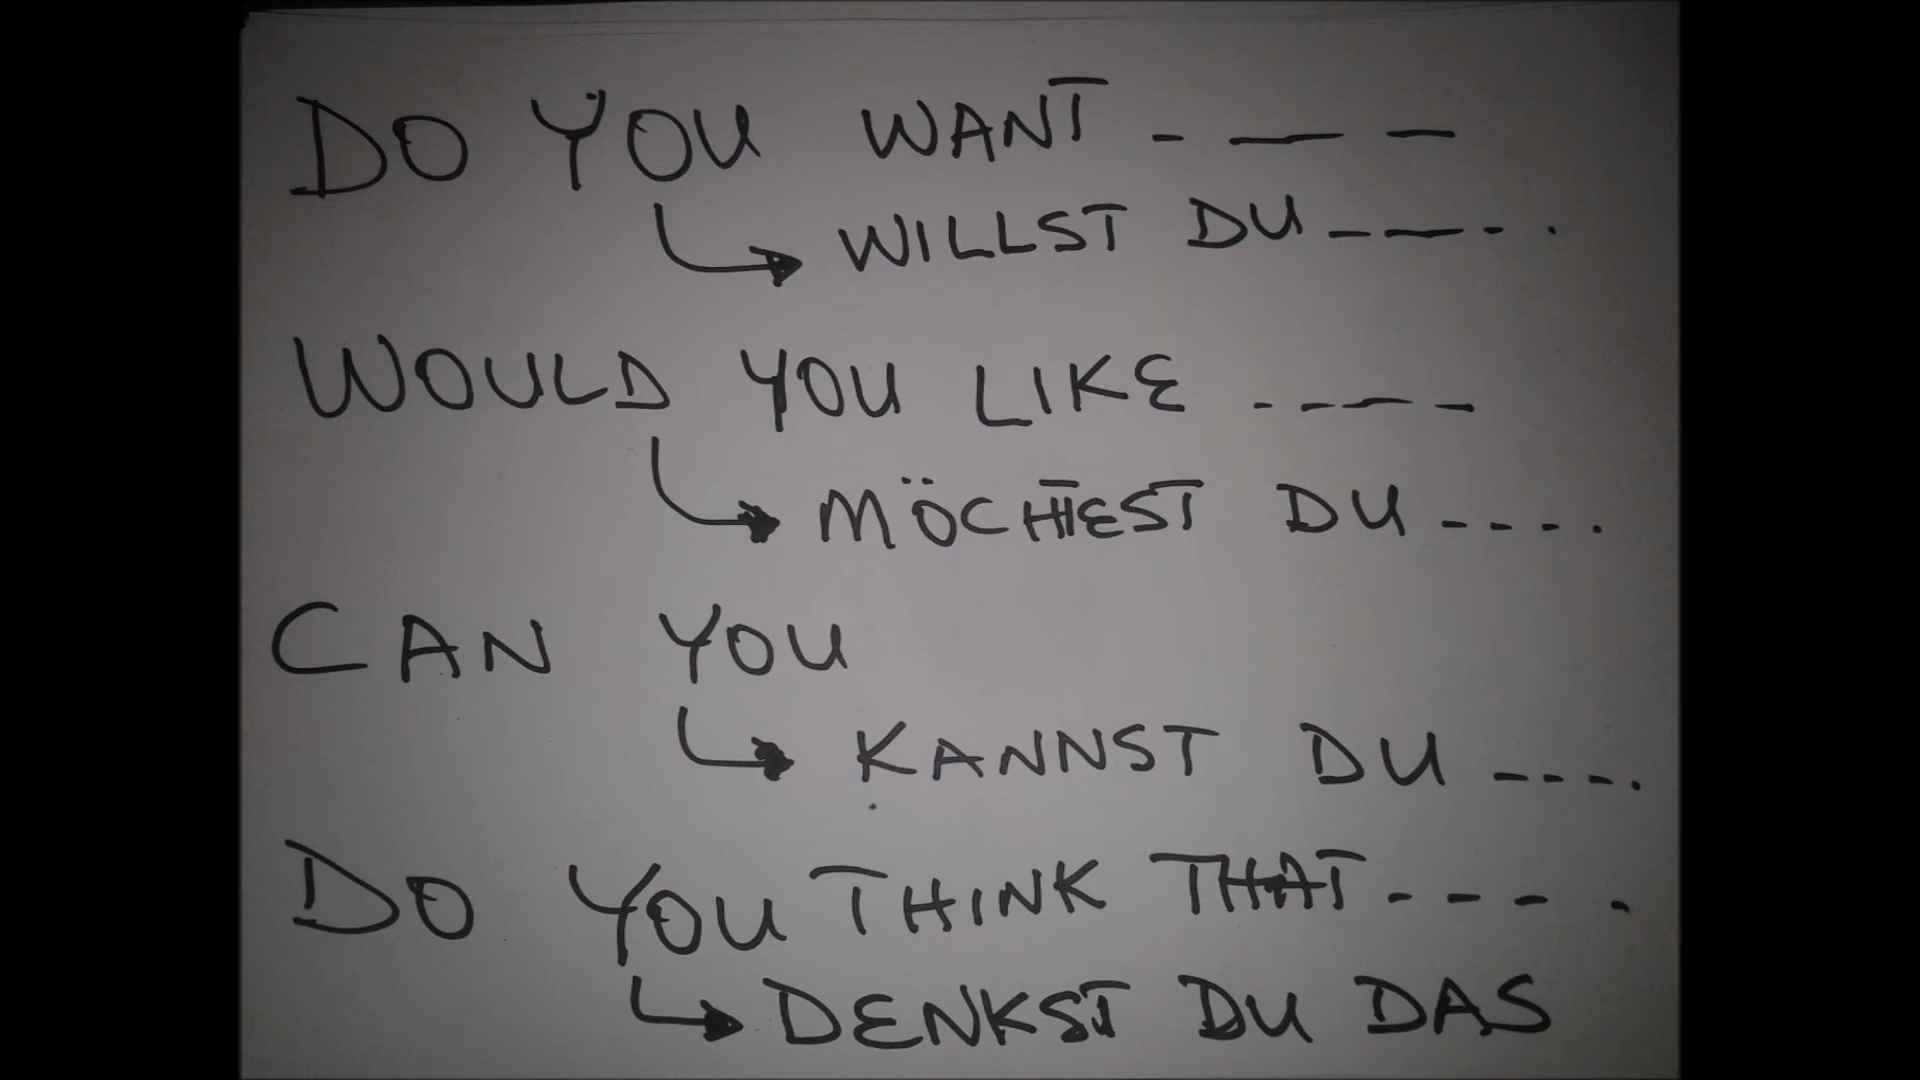 DO YOU WANT - — —
WILLST DU - — - - .
WOULD YOU LIKE - - — -
MÖCHTEST DU - - - .
CAN YOU
KANNST DU - - - .
DO YOU THINK THAT - - - .
DENKST DU DAS